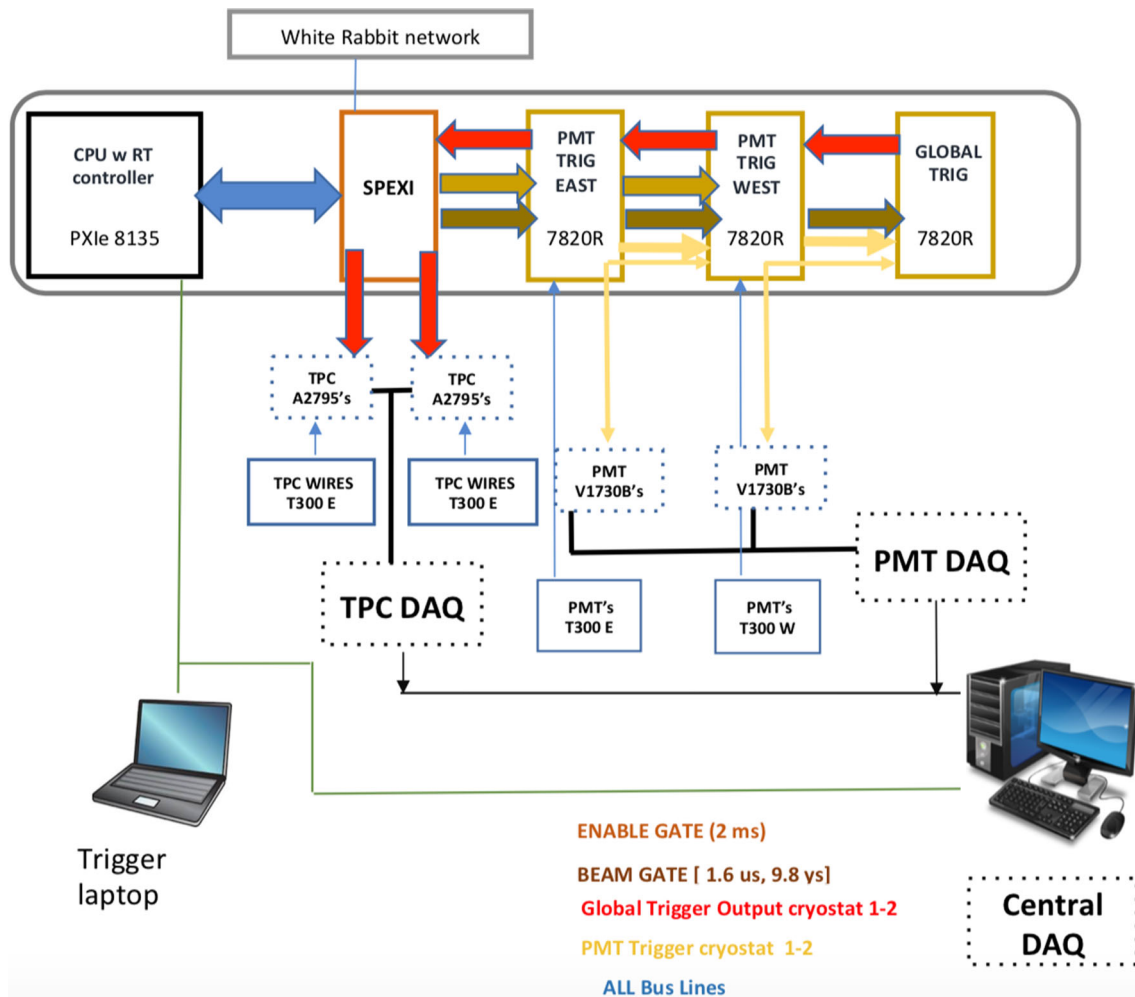 White Rabbit network
CPU w RT
controller
PXIe 8135
SPEXI
PMT
TRIG
EAST
7820R
PMT
TRIG
WEST
7820R
GLOBAL
TRIG
7820R
TPC
A2795's
TPC
A2795's
TPC WIRES
T300 E
TPC WIRES
T300 E
PMT
V1730B's
PMT
V1730B's
TPC DAQ
PMT's
T300 E
PMT's
T300 W
PMT DAQ
Trigger
laptop
ENABLE GATE (2 ms)
BEAM GATE [ 1.6 us, 9.8 ys]
Global Trigger Output cryostat 1-2
PMT Trigger cryostat 1-2
ALL Bus Lines
Central
DAQ